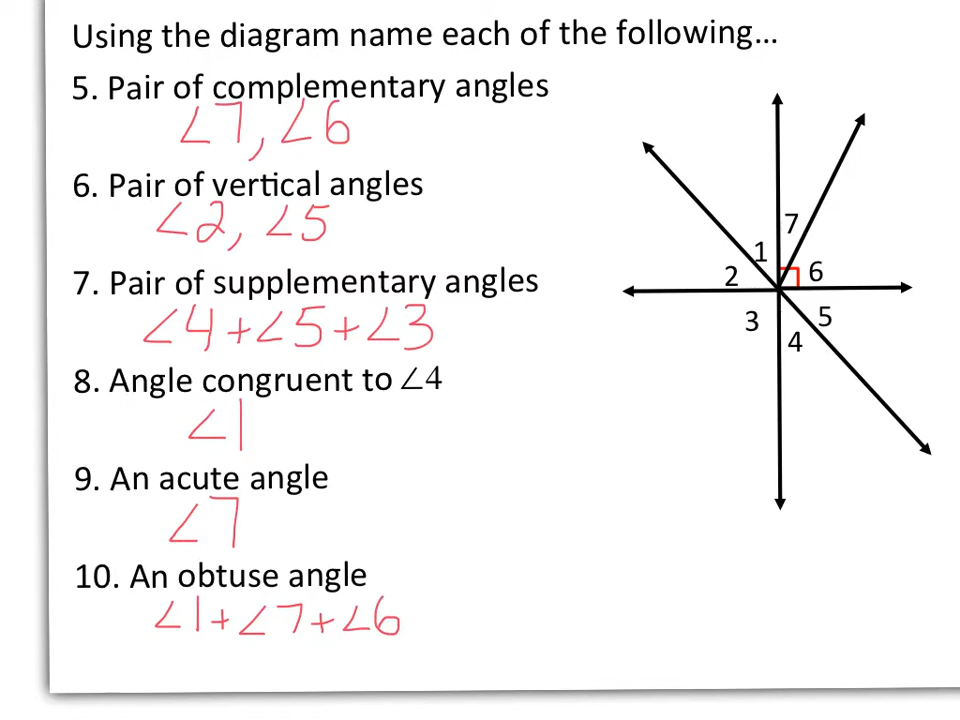 Using the diagram name each of the following...
5. Pair of complementary angles
∠7, ∠6
6. Pair of vertical angles
∠2, ∠5
7. Pair of supplementary angles
∠4+∠5+∠3
8. Angle congruent to ∠4
∠1
9. An acute angle
∠7
10. An obtuse angle
∠1+∠7+∠6
7
1
2
6
3
5
4